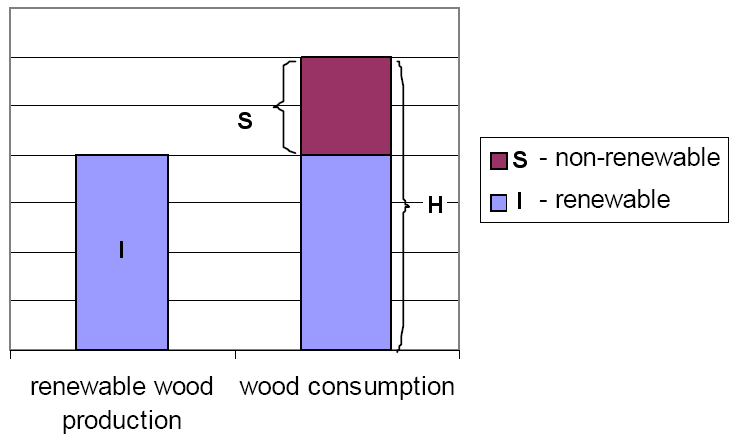 S
H
I
S - non-renewable
I - renewable
renewable wood
production
wood consumption